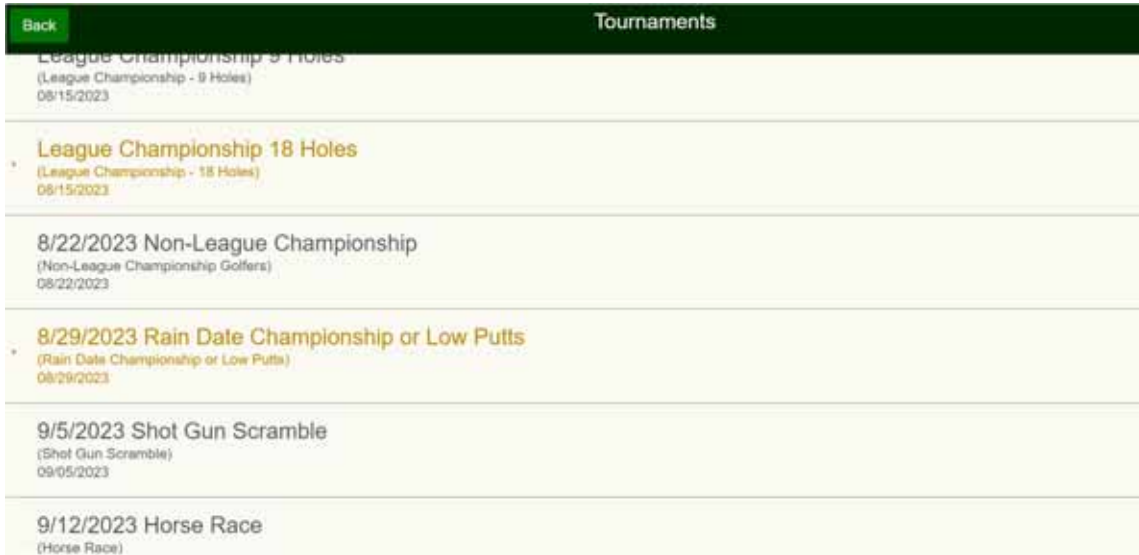 Back
Tournaments
League Championship 9 Holes
(League Championship - 9 Holes)
08/15/2023
League Championship 18 Holes
(League Championship - 18 Holes)
08/15/2023
8/22/2023 Non-League Championship
(Non-League Championship Golfers)
08/22/2023
8/29/2023 Rain Date Championship or Low Putts
(Rain Date Championship or Low Putts)
08/29/2023
9/5/2023 Shot Gun Scramble
(Shot Gun Scramble)
09/05/2023
9/12/2023 Horse Race
(Horse Race)